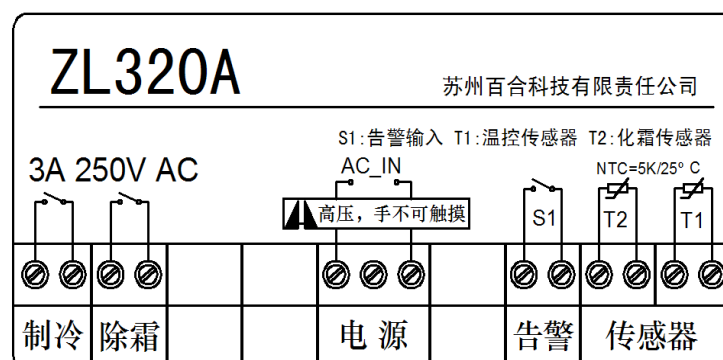 ZL320A
苏州百合科技有限责任公司
S1:告警输入 T1:温控传感器 T2:化霜传感器
3A 250V AC
AC_IN
NTC=5K/25° C
高压，手不可触摸
S1
T2
T1
制冷
除霜
电 源
告警
传感器